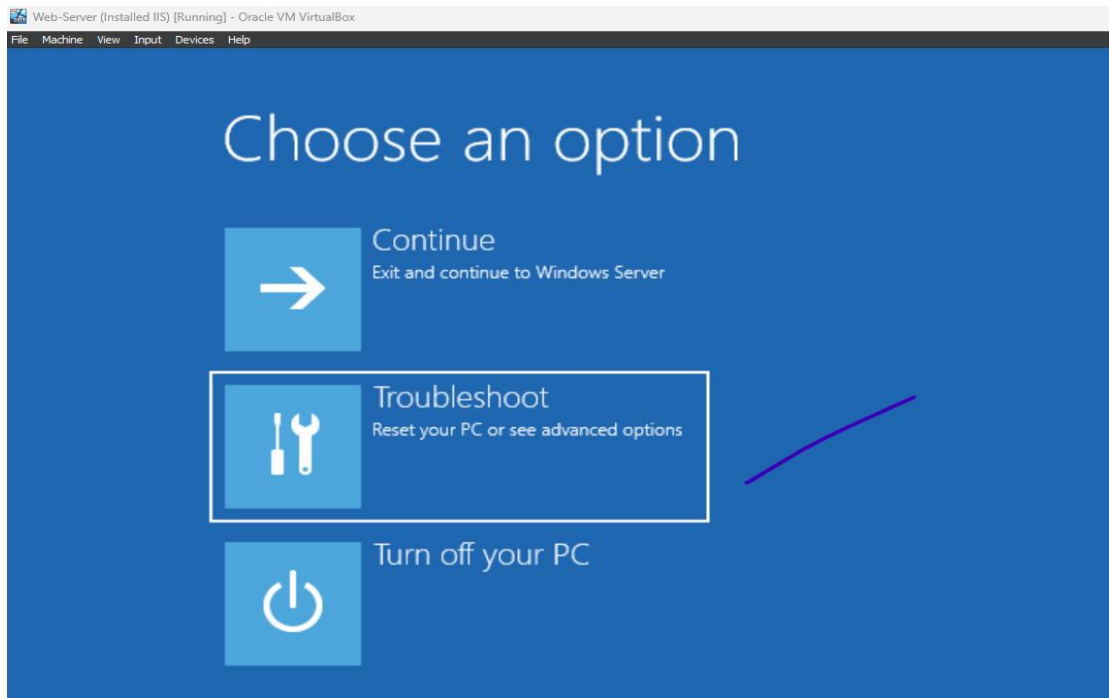 Web-Server (Installed IIS) [Running] - Oracle VM VirtualBox
File Machine View Input Devices Help
Choose an option
Continue
Exit and continue to Windows Server
Troubleshoot
Reset your PC or see advanced options
Turn off your PC